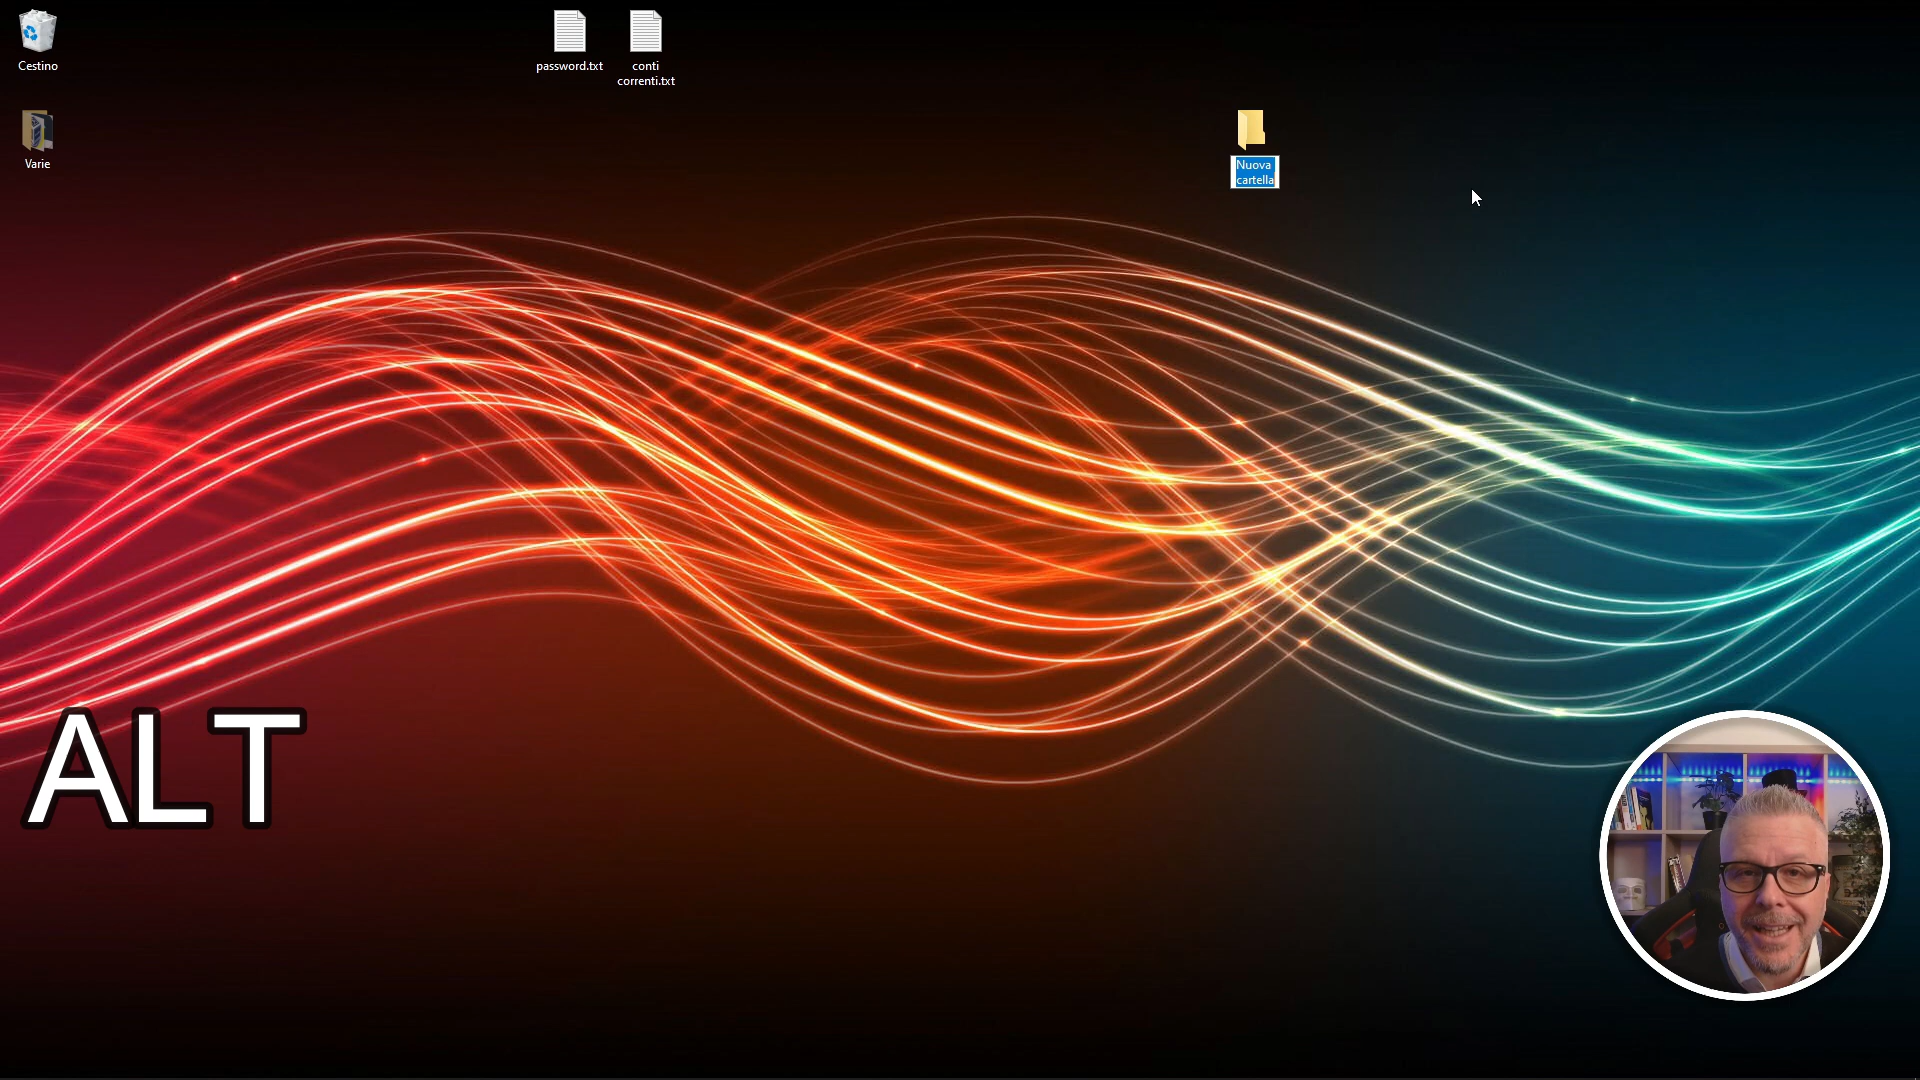 Cestino
password.txt
conti
correnti.txt
Varie
Nuova
cartella
ALT